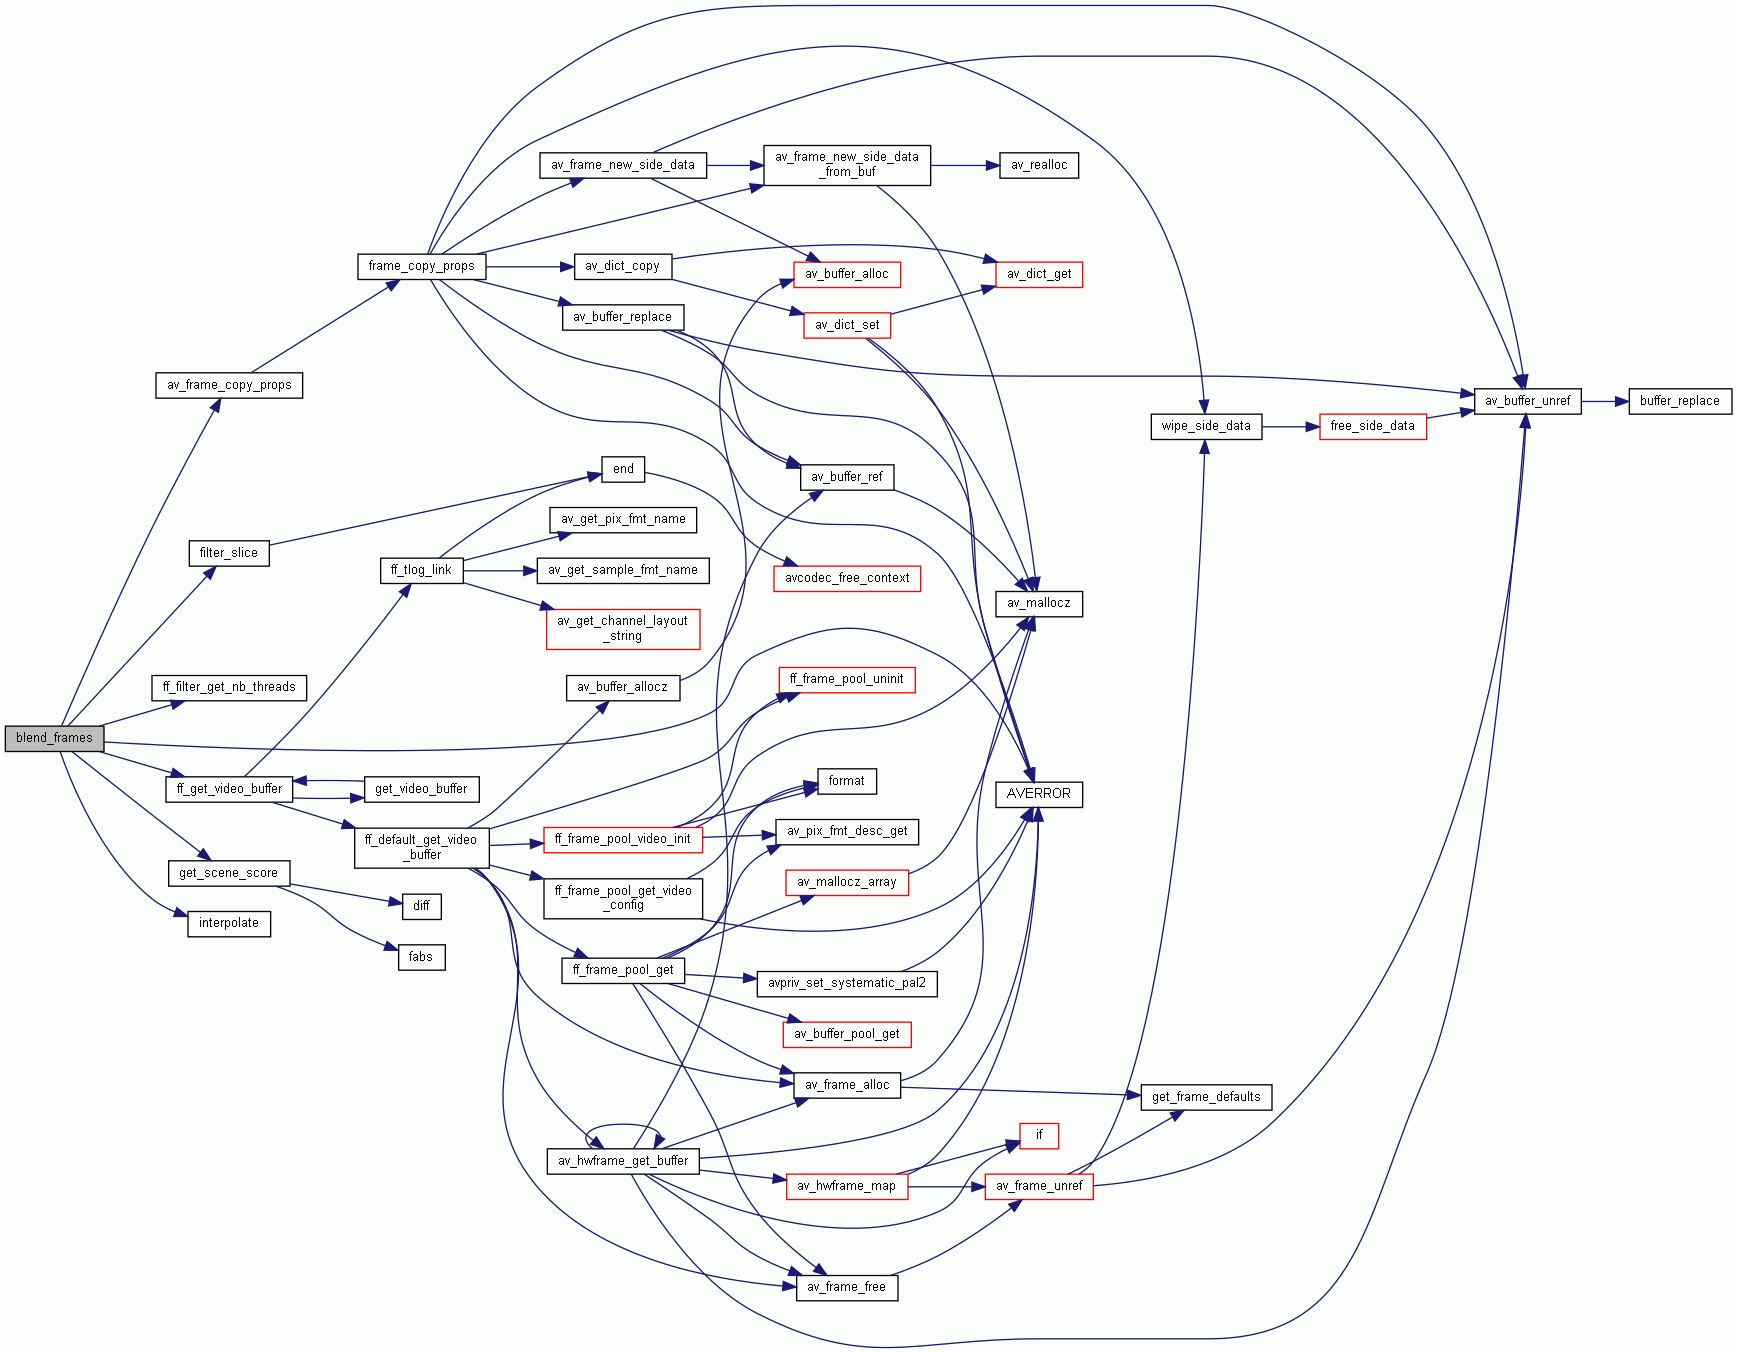 blend_frames
av_frame_copy_props
filter_slice
ff_filter_get_nb_threads
ff_get_video_buffer
get_scene_score
interpolate
frame_copy_props
ff_tlog_link
get_video_buffer
ff_default_get_video
_buffer
diff
fabs
av_frame_new_side_data
av_dict_copy
av_buffer_replace
end
av_get_pix_fmt_name
av_get_sample_fmt_name
av_get_channel_layout
_string
av_buffer_allocz
ff_frame_pool_video_init
ff_frame_pool_get_video
_config
ff_frame_pool_get
av_hwframe_get_buffer
av_frame_new_side_data
_from_buf
av_buffer_alloc
av_dict_set
av_buffer_ref
avcodec_free_context
ff_frame_pool_uninit
format
av_pix_fmt_desc_get
av_mallocz_array
avpriv_set_systematic_pal2
av_buffer_pool_get
av_frame_alloc
av_hwframe_map
av_frame_free
av_realloc
av_dict_get
av_mallocz
AVERROR
if
av_frame_unref
wipe_side_data
get_frame_defaults
free_side_data
av_buffer_unref
buffer_replace